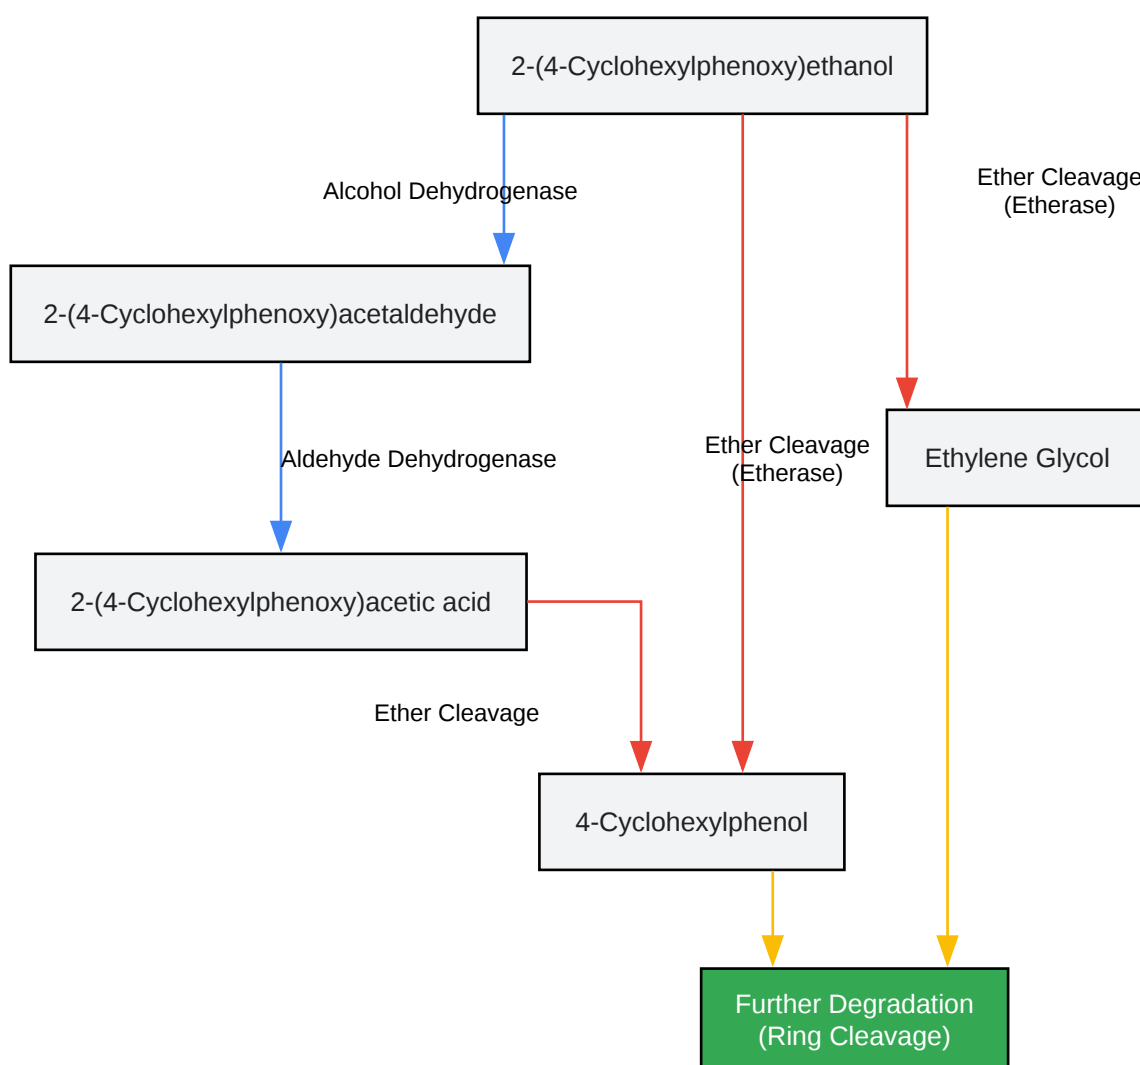 2-(4-Cyclohexylphenoxy)ethanol
Ether Cleavage
(Etherase)
Alcohol Dehydrogenase
2-(4-Cyclohexylphenoxy)acetaldehyde
Ether Cleavage
(Etherase)
Ethylene Glycol
Aldehyde Dehydrogenase
2-(4-Cyclohexylphenoxy)acetic acid
Ether Cleavage
4-Cyclohexylphenol
Further Degradation
(Ring Cleavage)